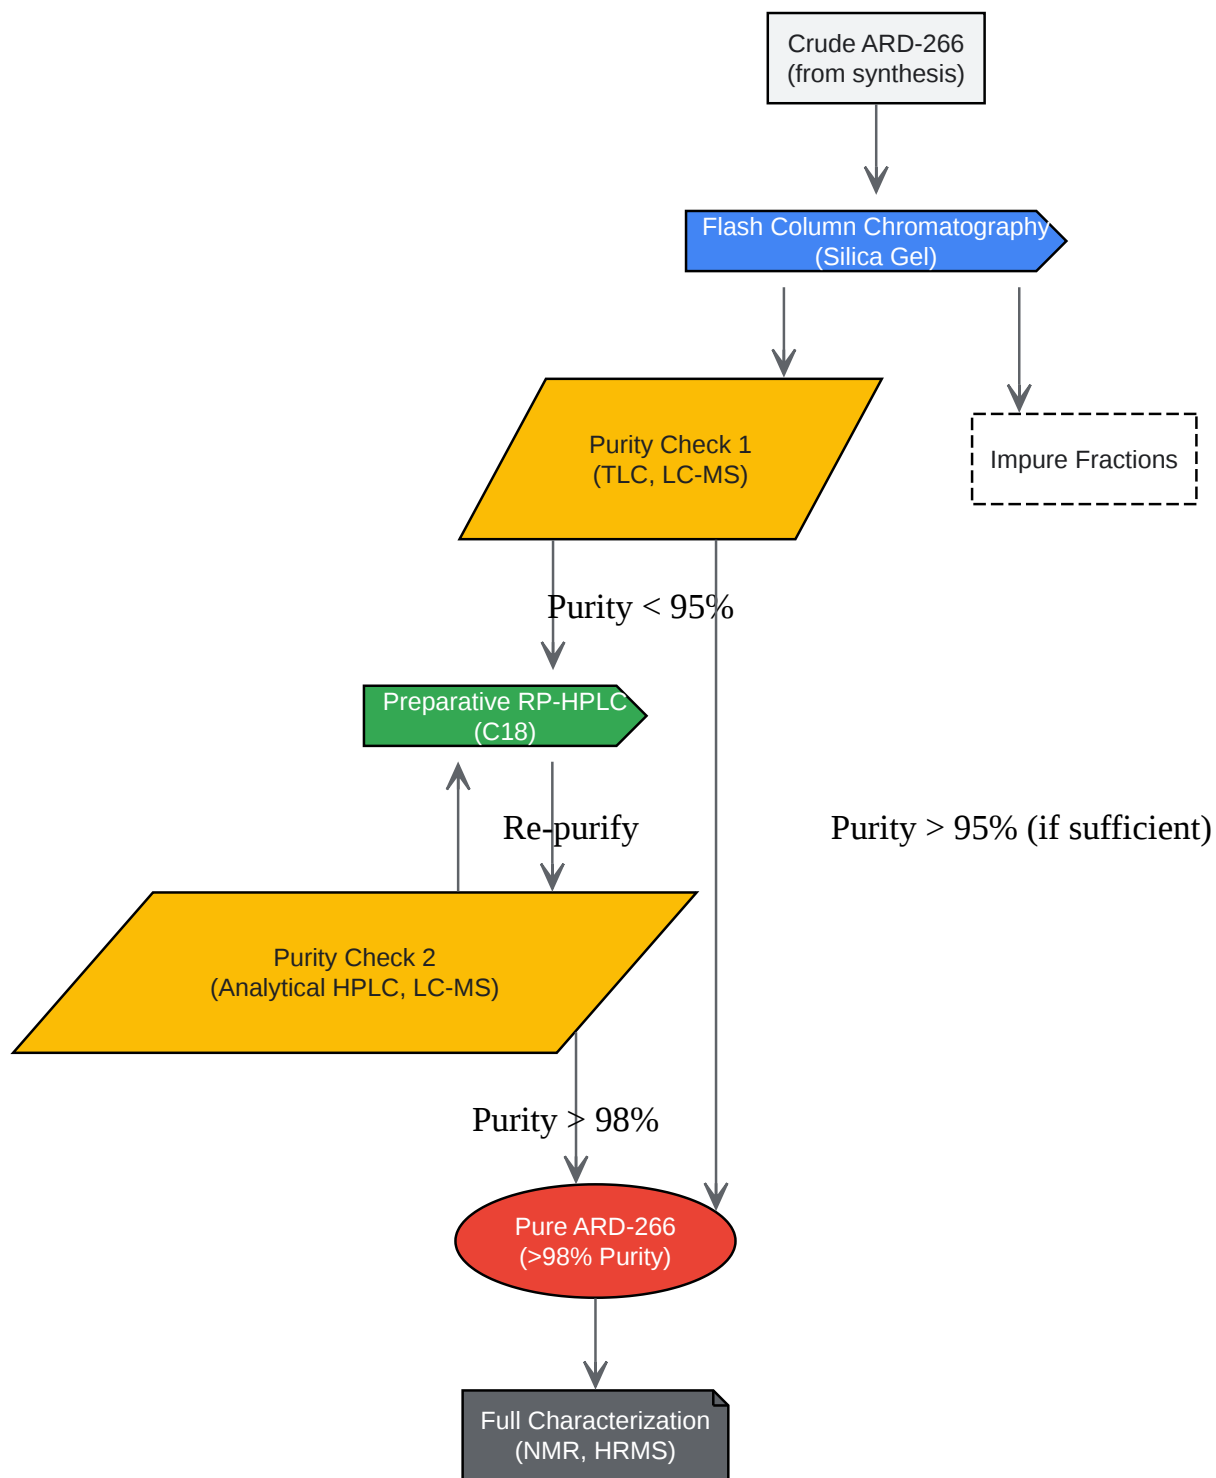 Crude ARD-266
(from synthesis)
Flash Column Chromatography
(Silica Gel)
Purity Check 1
(TLC, LC-MS)
Impure Fractions
Purity < 95%
Preparative RP-HPLC
(C18)
Re-purify
Purity > 95% (if sufficient)
Purity Check 2
(Analytical HPLC, LC-MS)
Purity > 98%
Pure ARD-266
(>98% Purity)
Full Characterization
(NMR, HRMS)